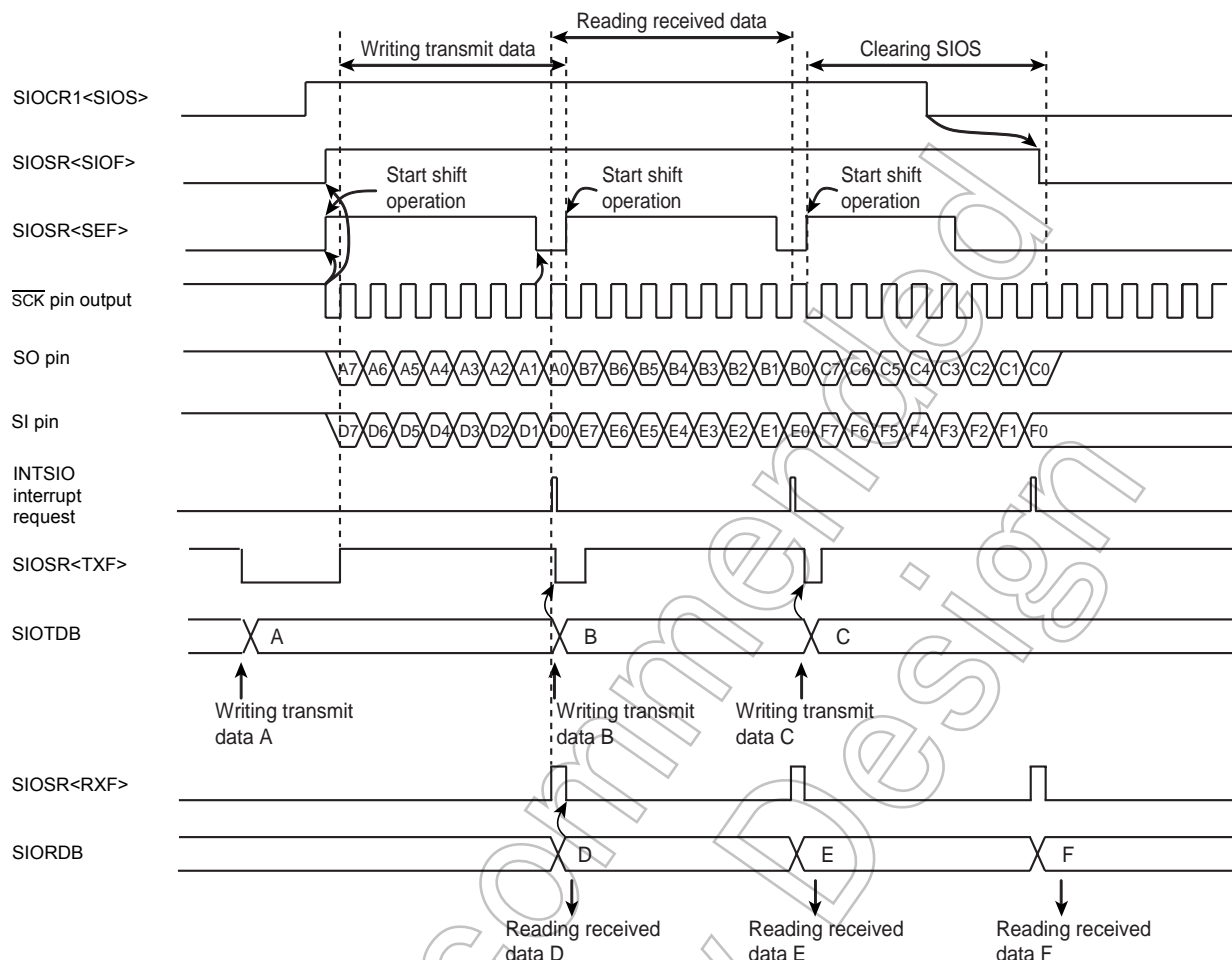 Reading received data
Writing transmit data
Clearing SIOS
SIOCR1<SIOS>
SIOSR<SIOF>
Start shift
operation
Start shift
operation
Start shift
operation
SIOSR<SEF>
SCK pin output
SO pin
A7 A6 A5 A4 A3 A2 A1 A0 B7 B6 B5 B4 B3 B2 B1 B0 C7 C6 C5 C4 C3 C2 C1 C0
SI pin
D7 D6 D5 D4 D3 D2 D1 D0 E7 E6 E5 E4 E3 E2 E1 E0 F7 F6 F5 F4 F3 F2 F1 F0
INTSIO
interrupt
request
SIOSR<TXF>
SIOTDB
A
B
C
Writing transmit
data A
Writing transmit
data B
Writing transmit
data C
SIOSR<RXF>
SIORDB
D
E
F
Reading received
data D
Reading received
data E
Reading received
data F
commended
Design